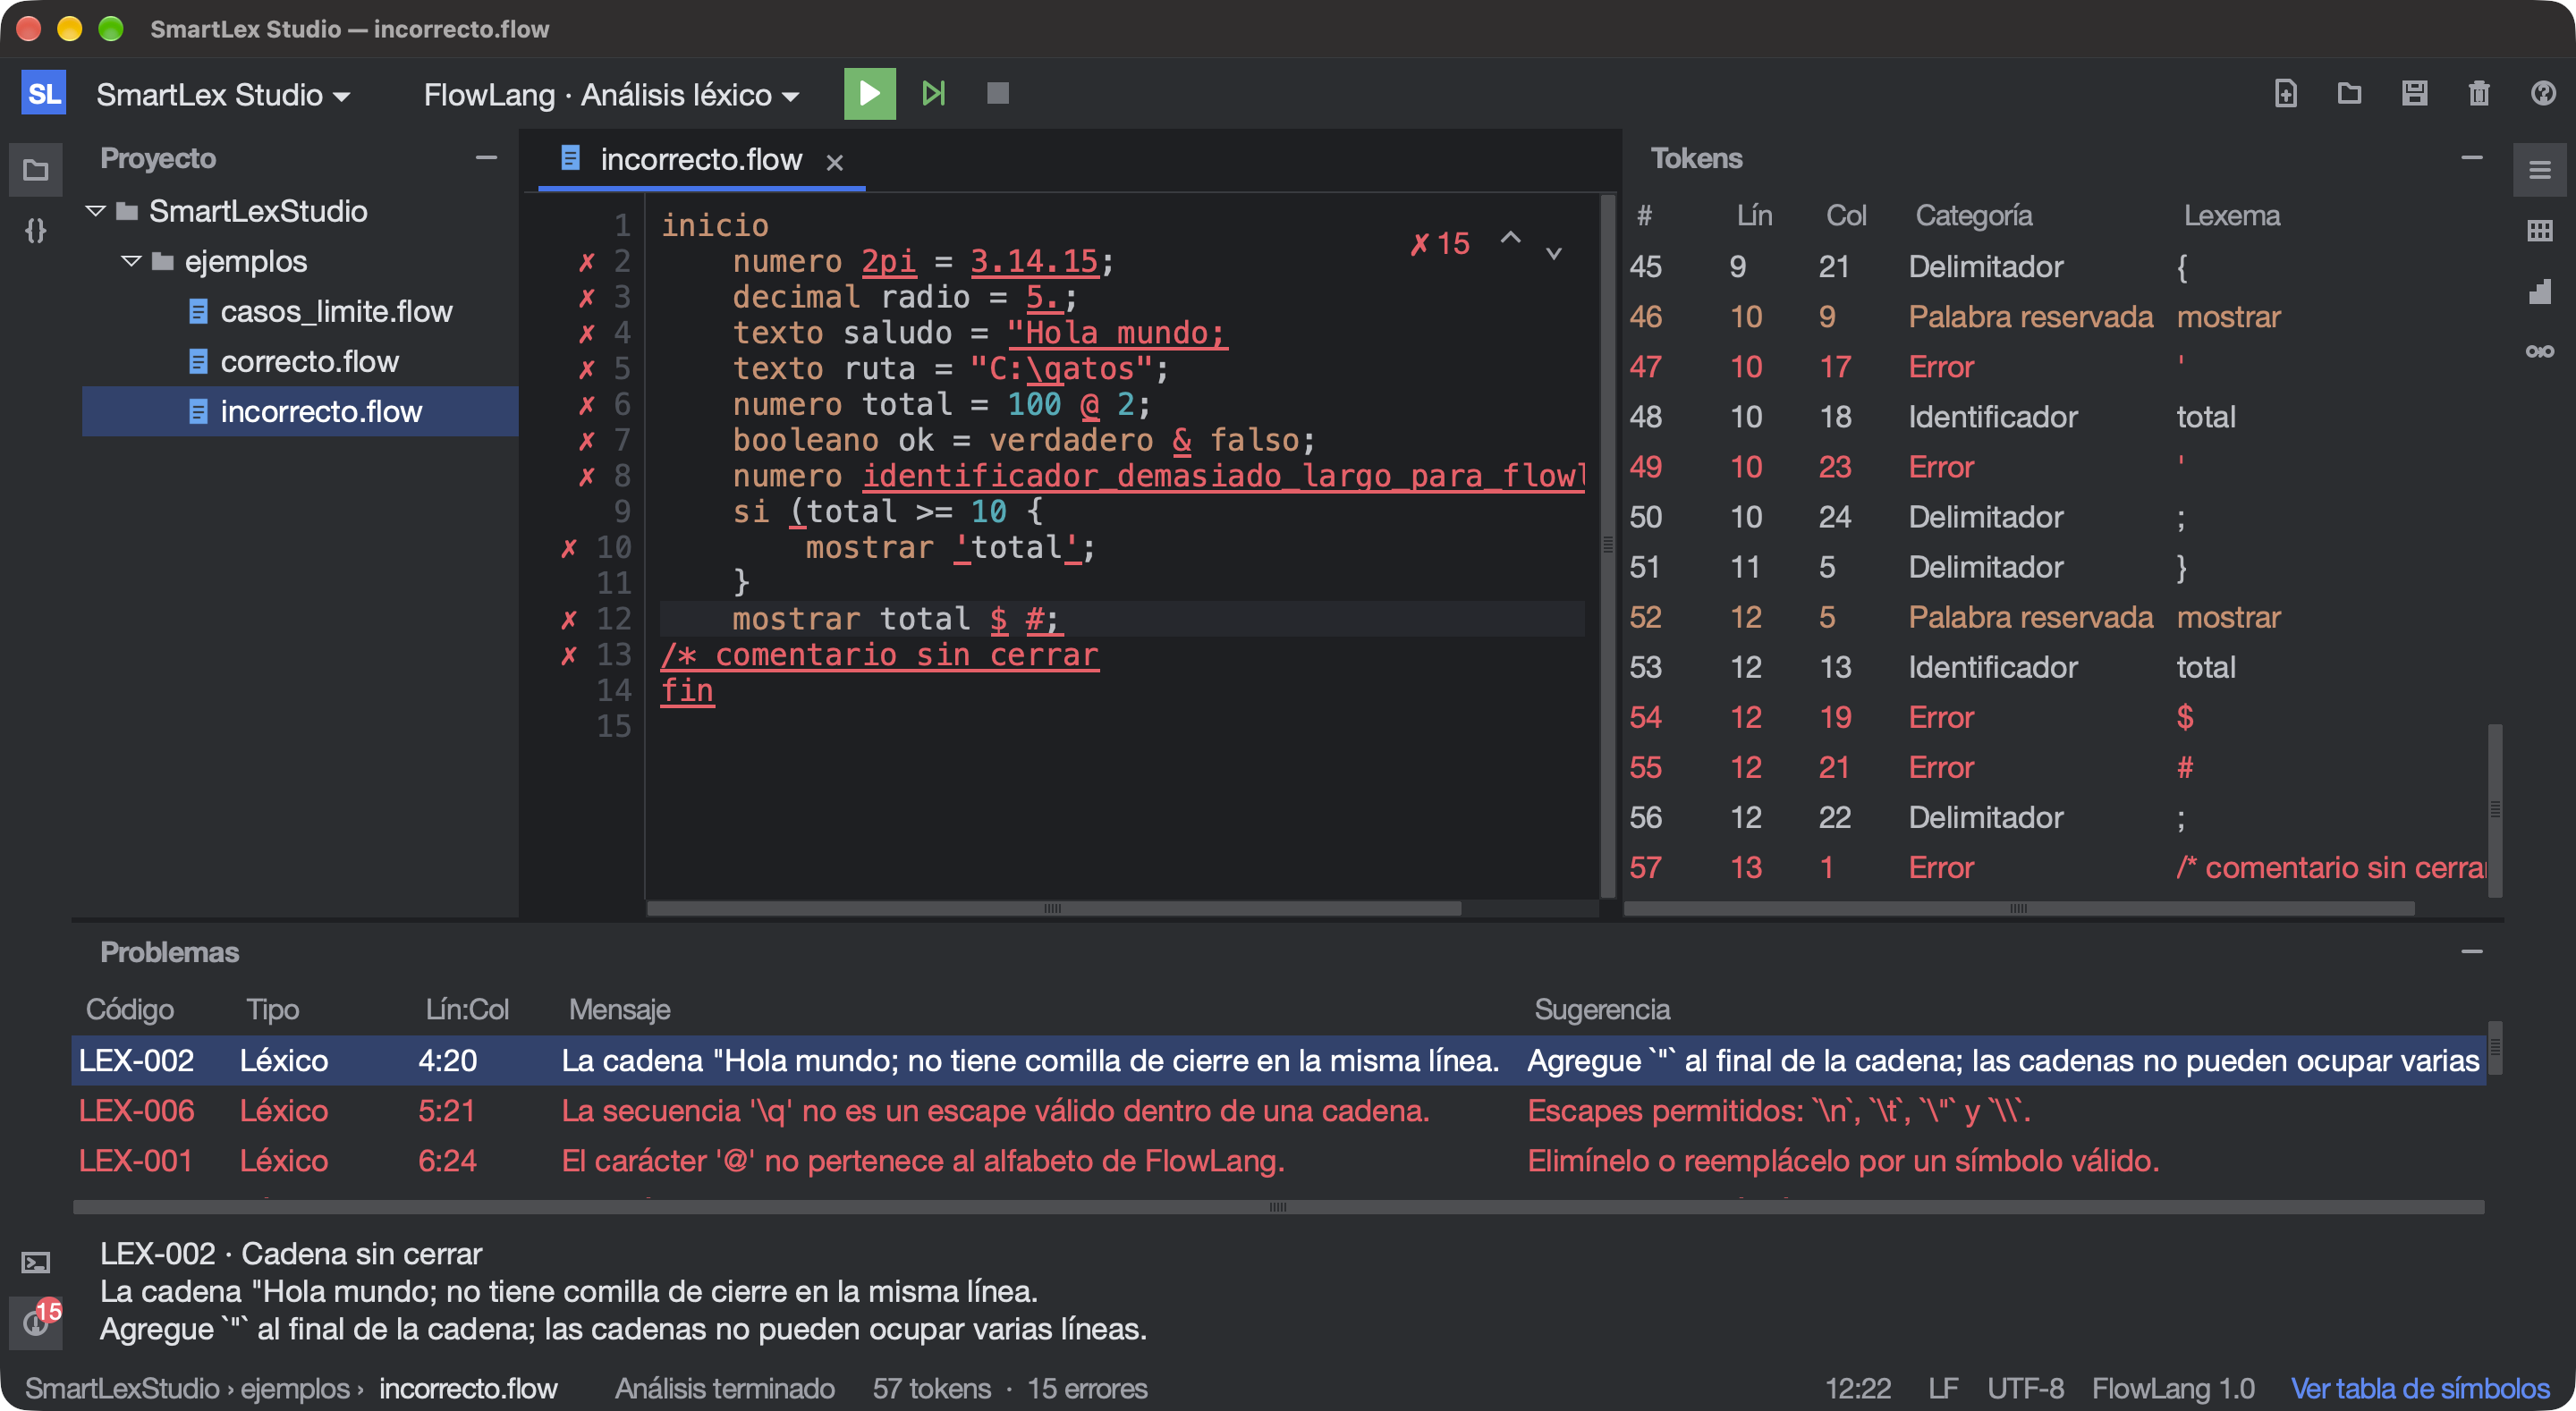 SmartLex Studio — incorrecto.flow
SL SmartLex Studio FlowLang · Análisis léxico
Proyecto
SmartLexStudio
ejemplos
casos_limite.flow
correcto.flow
incorrecto.flow
incorrecto.flow
15
1 inicio
2 numero 2pi = 3.14.15;
3 decimal radio = 5.;
4 texto saludo = "Hola mundo;
5 texto ruta = "C:\qatos";
6 numero total = 100 @ 2;
7 booleano ok = verdadero & falso;
8 numero identificador_demasiado_largo_para_flowl
9 si (total >= 10 {
10 mostrar 'total';
11 }
12 mostrar total $ #;
13 /* comentario sin cerrar
14 fin
15
Tokens
# Lín Col Categoría Lexema
45 9 21 Delimitador {
46 10 9 Palabra reservada mostrar
47 10 17 Error '
48 10 18 Identificador total
49 10 23 Error '
50 10 24 Delimitador ;
51 11 5 Delimitador }
52 12 5 Palabra reservada mostrar
53 12 13 Identificador total
54 12 19 Error $
55 12 21 Error #
56 12 22 Delimitador ;
57 13 1 Error /* comentario sin cerrar
Problemas
Código Tipo Lín:Col Mensaje Sugerencia
LEX-002 Léxico 4:20 La cadena "Hola mundo; no tiene comilla de cierre en la misma línea. Agregue `"` al final de la cadena; las cadenas no pueden ocupar varias
LEX-006 Léxico 5:21 La secuencia '\q' no es un escape válido dentro de una cadena. Escapes permitidos: `\n`, `\t`, `\"` y `\\`.
LEX-001 Léxico 6:24 El carácter '@' no pertenece al alfabeto de FlowLang. Elimínelo o reemplácelo por un símbolo válido.
LEX-002 · Cadena sin cerrar
La cadena "Hola mundo; no tiene comilla de cierre en la misma línea.
Agregue `"` al final de la cadena; las cadenas no pueden ocupar varias líneas.
15
SmartLexStudio › ejemplos › incorrecto.flow Análisis terminado 57 tokens · 15 errores 12:22 LF UTF-8 FlowLang 1.0 Ver tabla de símbolos